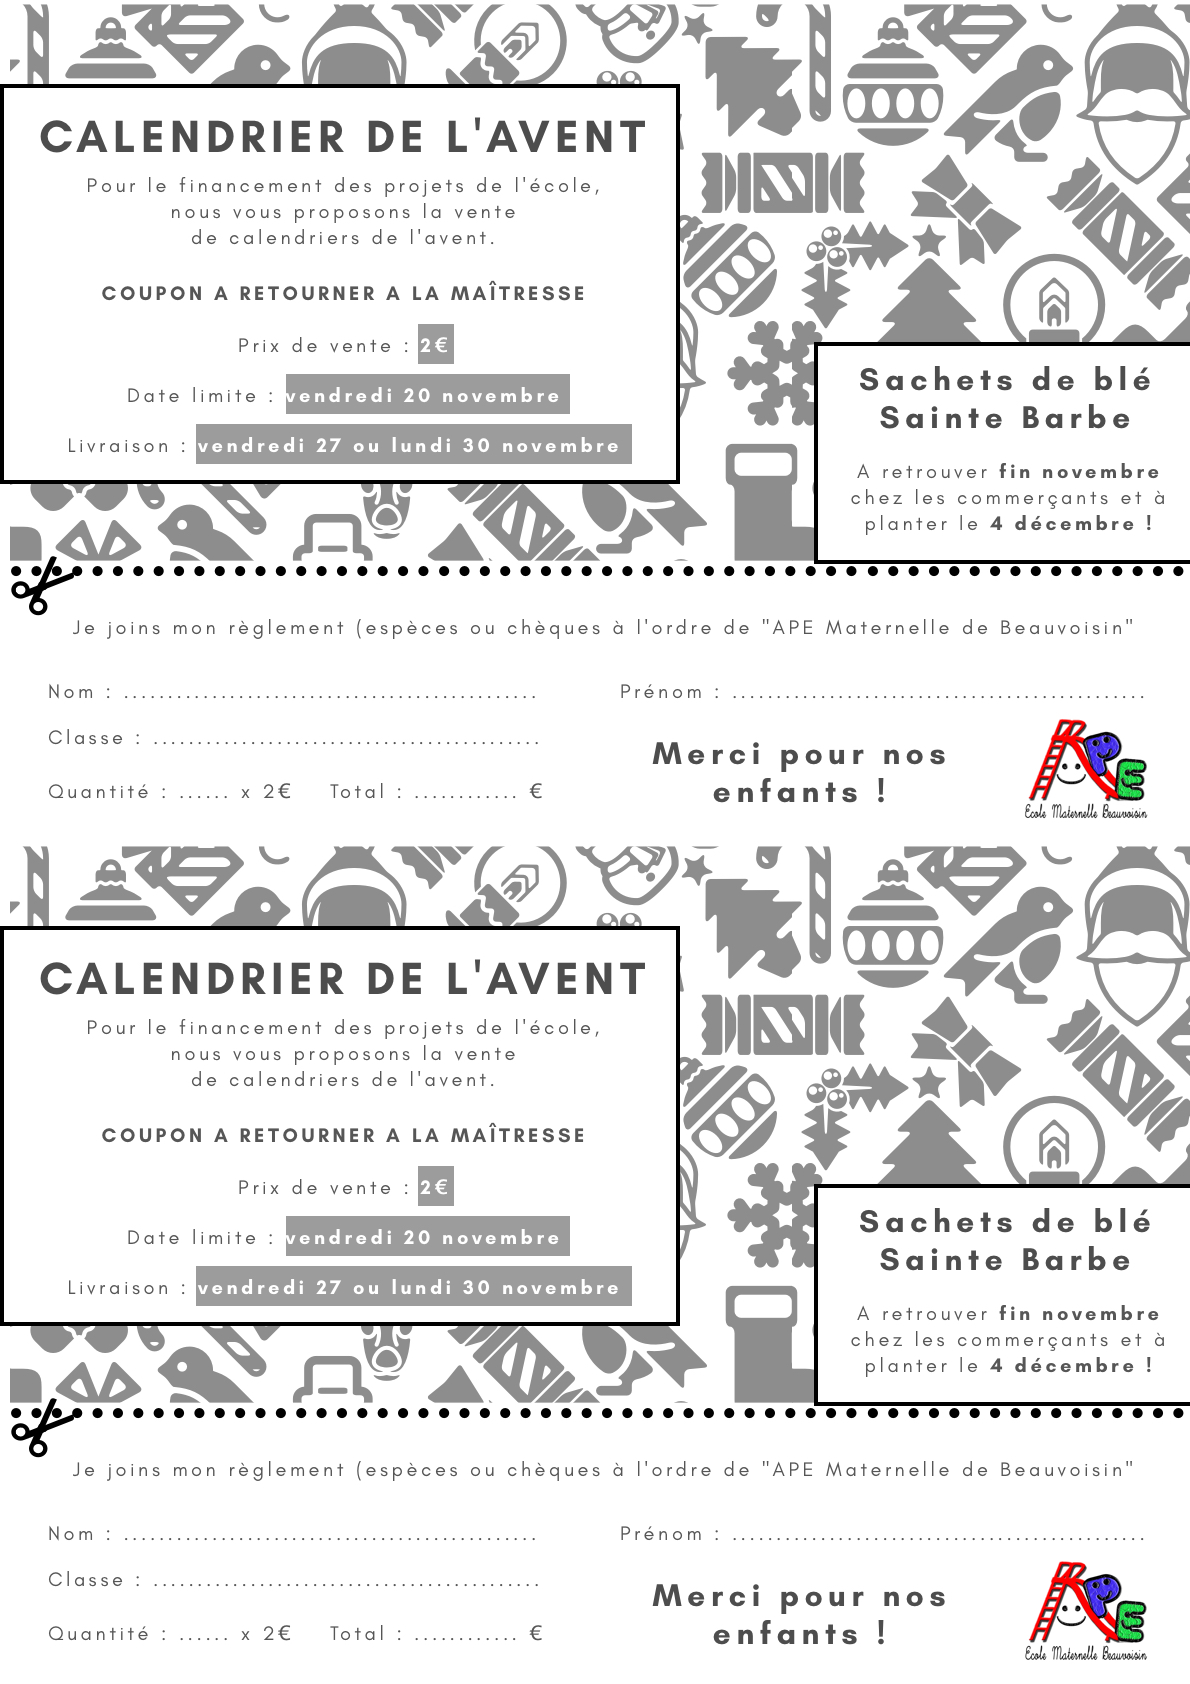 CALENDRIER DE L'AVENT
Pour le financement des projets de l'école,
nous vous proposons la vente
de calendriers de l'avent.
COUPON A RETOURNER A LA MAÎTRESSE
Prix de vente : 2€
Date limite : vendredi 20 novembre
Livraison : vendredi 27 ou lundi 30 novembre
Sachets de blé
Sainte Barbe
A retrouver fin novembre
chez les commerçants et à
planter le 4 décembre !
Je joins mon règlement (espèces ou chèques à l'ordre de "APE Maternelle de Beauvoisin"
Nom : ...............................................
Prénom : ...............................................
Classe : ............................................
Quantité : ...... x 2€ Total : ............ €
Merci pour nos
enfants !
APE
Ecole Maternelle Beauvoisin
CALENDRIER DE L'AVENT
Pour le financement des projets de l'école,
nous vous proposons la vente
de calendriers de l'avent.
COUPON A RETOURNER A LA MAÎTRESSE
Prix de vente : 2€
Date limite : vendredi 20 novembre
Livraison : vendredi 27 ou lundi 30 novembre
Sachets de blé
Sainte Barbe
A retrouver fin novembre
chez les commerçants et à
planter le 4 décembre !
Je joins mon règlement (espèces ou chèques à l'ordre de "APE Maternelle de Beauvoisin"
Nom : ...............................................
Prénom : ...............................................
Classe : ............................................
Quantité : ...... x 2€ Total : ............ €
Merci pour nos
enfants !
APE
Ecole Maternelle Beauvoisin